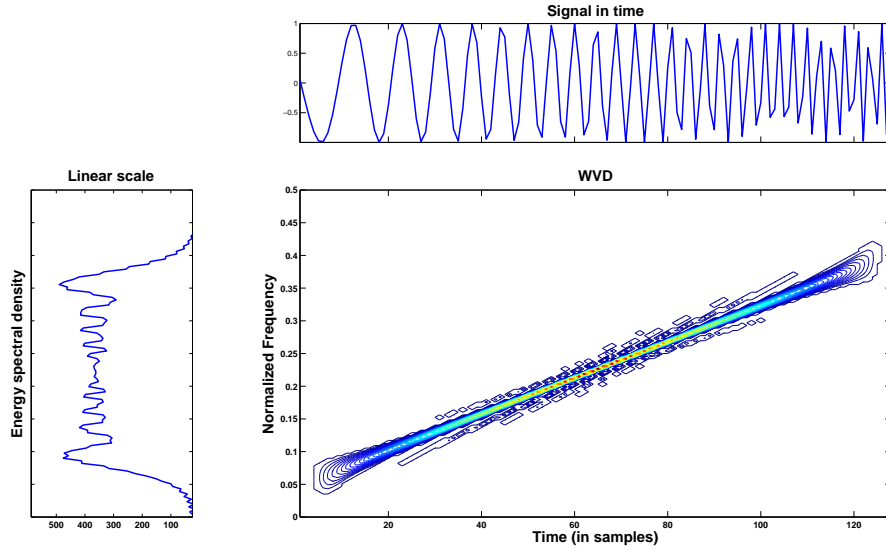 Signal in time
1
0.5
0
-0.5
Linear scale
Energy spectral density
500 400 300 200 100
WVD
Normalized Frequency
0.5
0.45
0.4
0.35
0.3
0.25
0.2
0.15
0.1
0.05
0
20 40 60 80 100 120
Time (in samples)